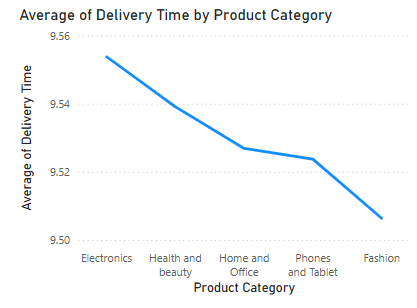 Average of Delivery Time by Product Category
Average of Delivery Time
9.56
9.54
9.52
9.50
Electronics
Health and
beauty
Home and
Office
Phones
and Tablet
Fashion
Product Category